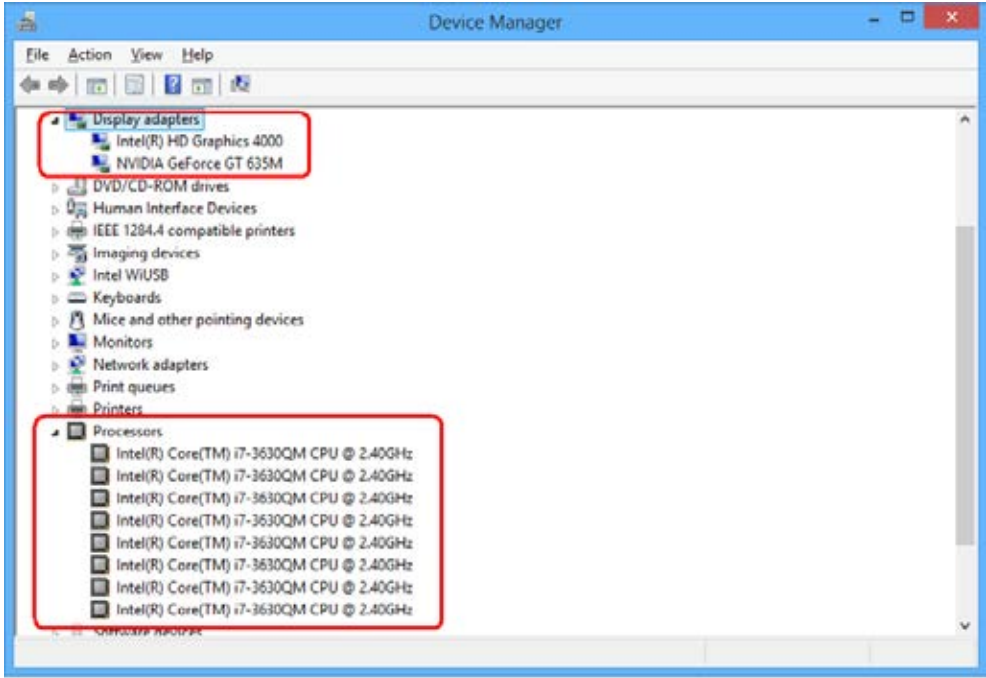 Device Manager
File Action View Help
Display adapters
Intel(R) HD Graphics 4000
NVIDIA GeForce GT 635M
DVD/CD-ROM drives
Human Interface Devices
IEEE 1284.4 compatible printers
Imaging devices
Intel WiUSB
Keyboards
Mice and other pointing devices
Monitors
Network adapters
Print queues
Printers
Processors
Intel(R) Core(TM) i7-3630QM CPU @ 2.40GHz
Intel(R) Core(TM) i7-3630QM CPU @ 2.40GHz
Intel(R) Core(TM) i7-3630QM CPU @ 2.40GHz
Intel(R) Core(TM) i7-3630QM CPU @ 2.40GHz
Intel(R) Core(TM) i7-3630QM CPU @ 2.40GHz
Intel(R) Core(TM) i7-3630QM CPU @ 2.40GHz
Intel(R) Core(TM) i7-3630QM CPU @ 2.40GHz
Intel(R) Core(TM) i7-3630QM CPU @ 2.40GHz
Software devices